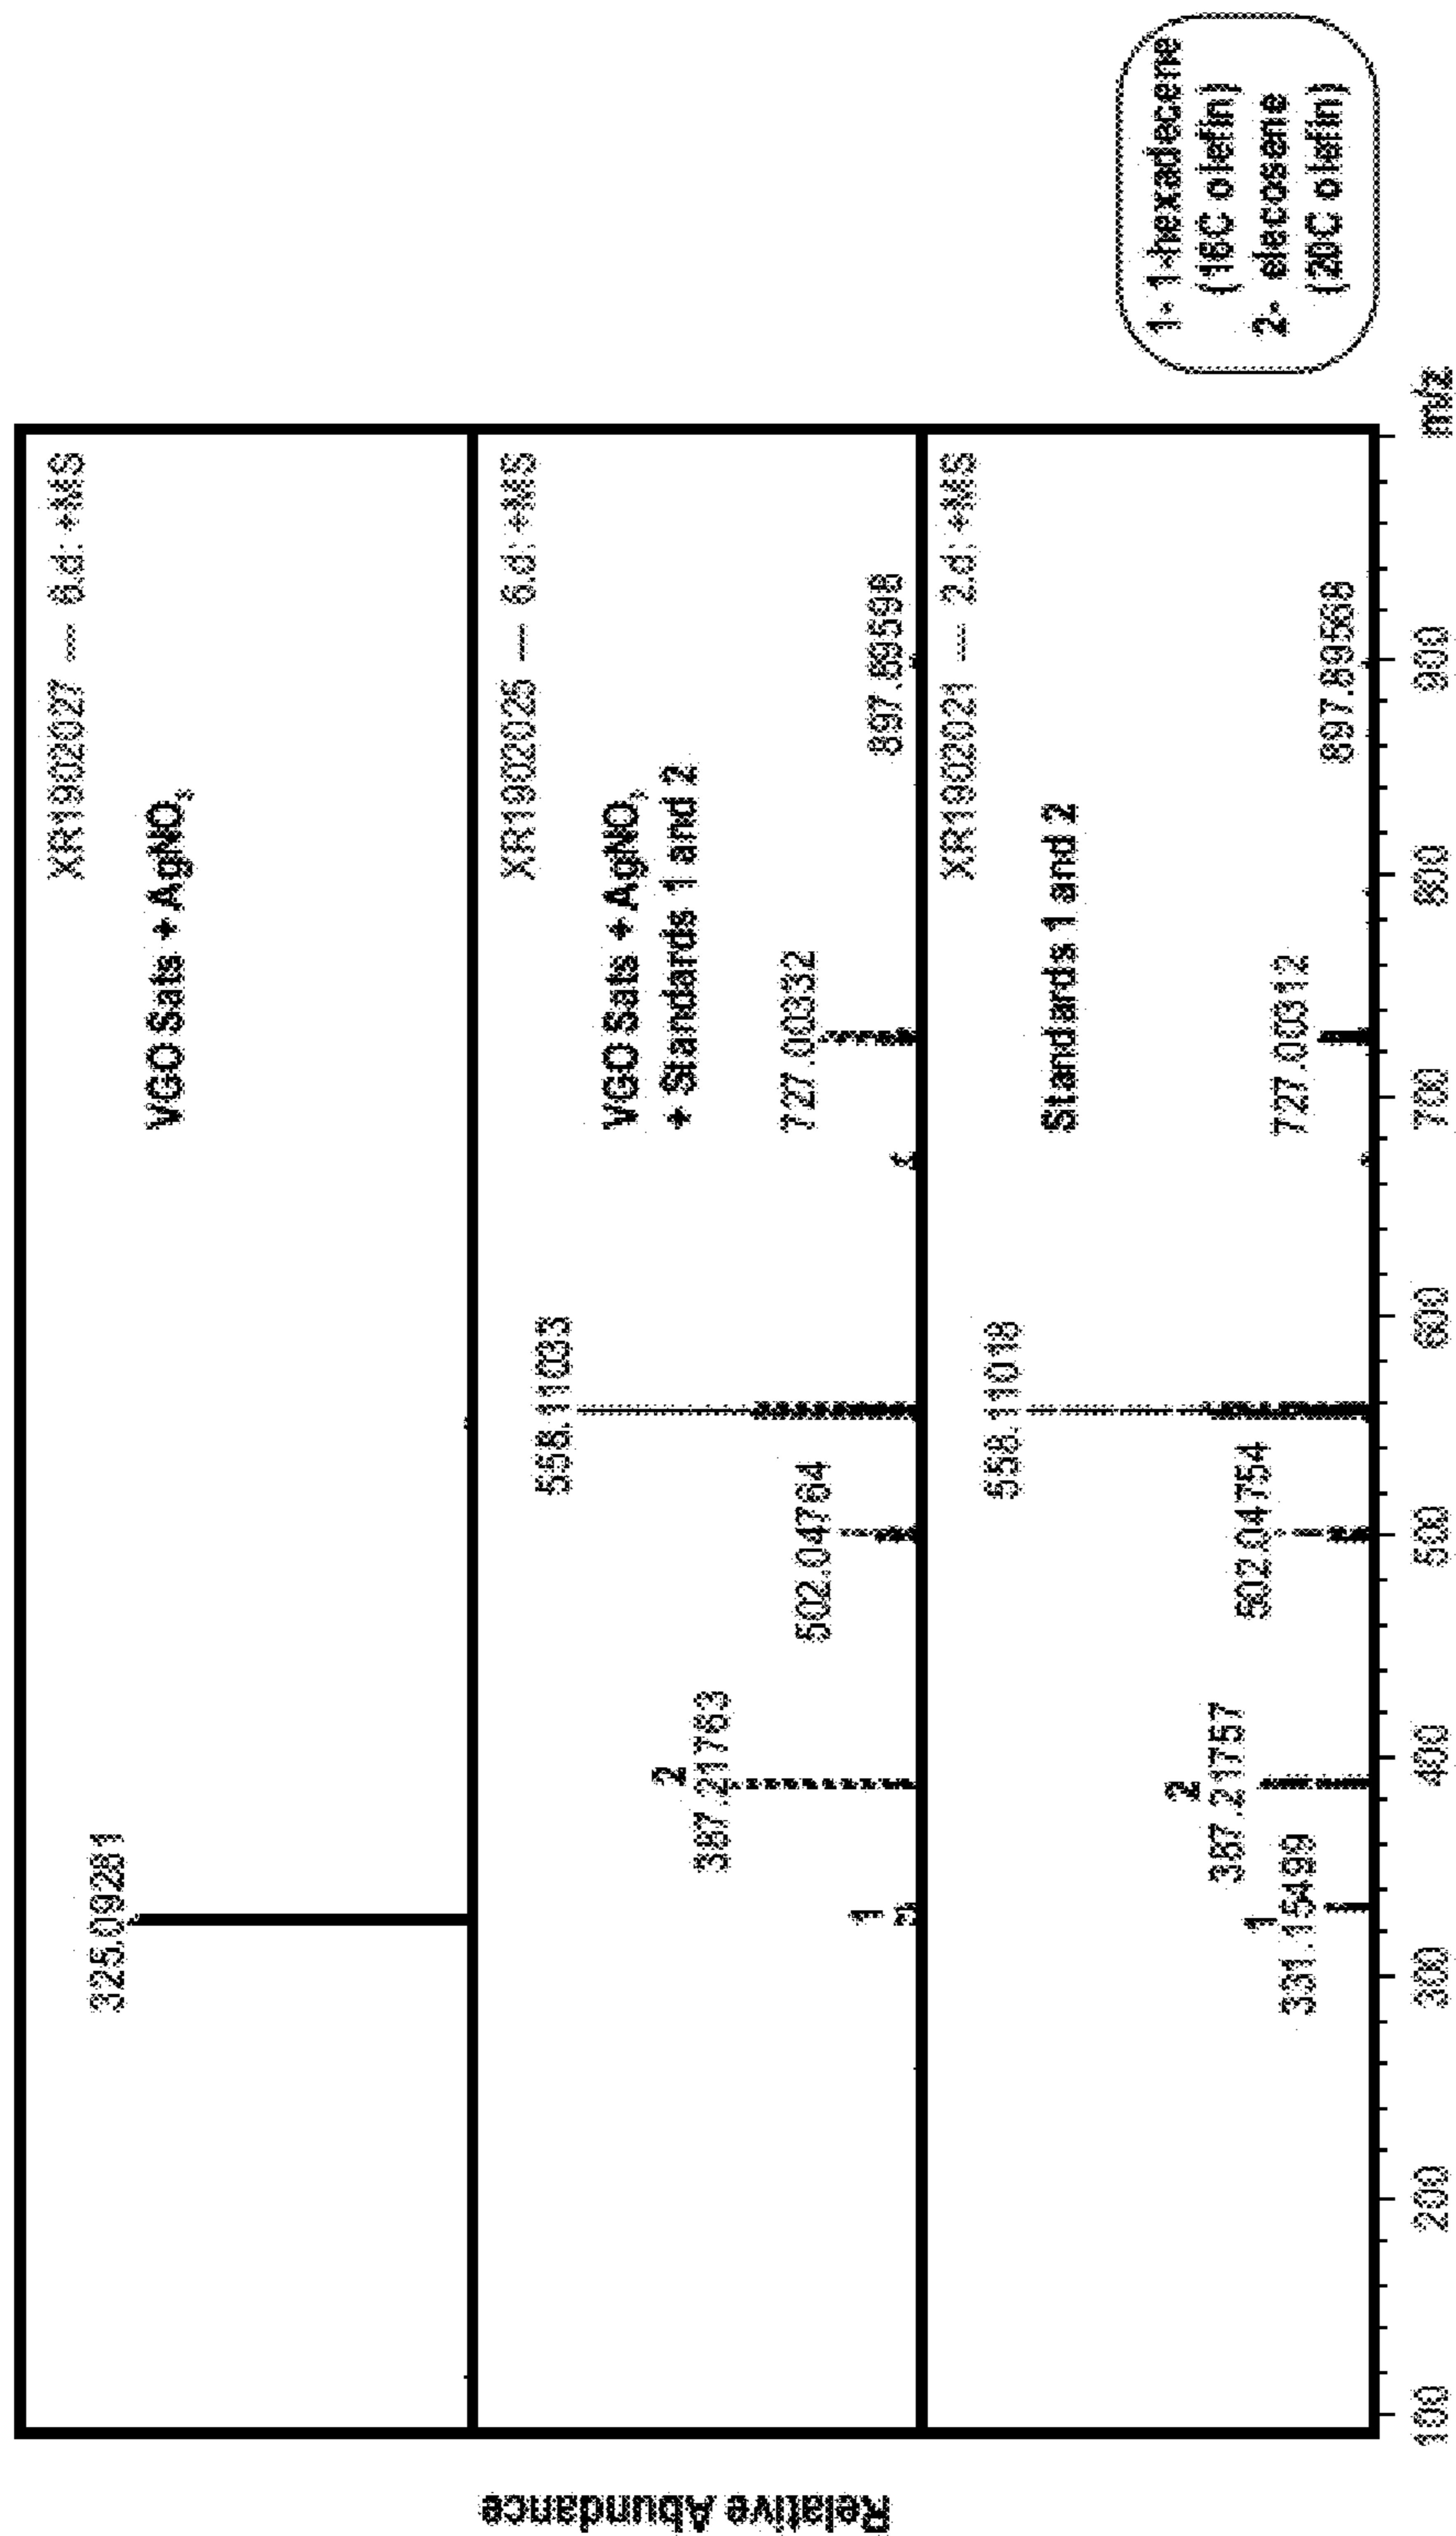 XR1902027 — 8.d: +MS
VGO Sats + AgNO3
325.09281
XR1902025 — 6.d: +MS
VGO Sats + AgNO3
+ Standards 1 and 2
558.11033
2
387.21763
727.00332
502.04764
1
897.89598
XR1902021 — 2.d: +MS
Standards 1 and 2
558.11018
2
387.21757
502.04754
1
331.15499
727.00312
897.89568
Relative Abundance
100 200 300 400 500 600 700 800 900 m/z
1- 1-hexadecene
(16C olefin)
2- elecosene
(20C olefin)